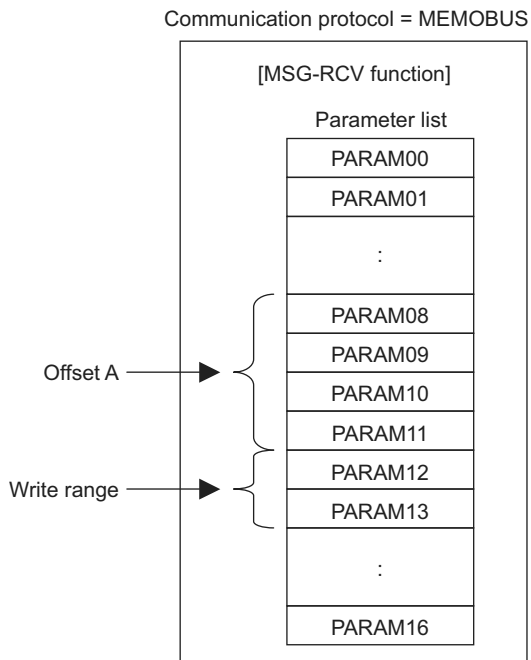 Communication protocol = MEMOBUS
[MSG-RCV function]
Parameter list
PARAM00
PARAM01
:
PARAM08
PARAM09
Offset A
PARAM10
PARAM11
PARAM12
Write range
PARAM13
:
PARAM16